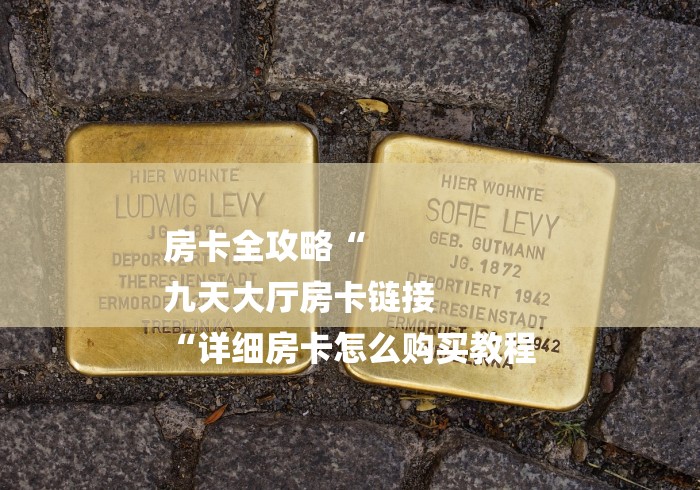 HIER WOHNTE
LUDWIG LEVY
HIER WOHNTE
SOFIE LEVY
GEB. GUTMANN
JG. 1872
DEPORTIERT 1942
THERESIENSTADT
TREBLINKA
房卡全攻略“
九天大厅房卡链接
“详细房卡怎么购买教程